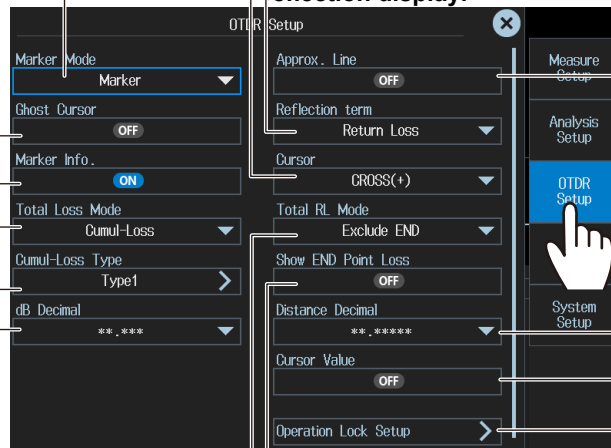 OTDR Setup
Marker Mode
Marker
Ghost Cursor
OFF
Marker Info.
ON
Total Loss Mode
Cumul-Loss
Cumul-Loss Type
Type1
dB Decimal
**.***
Approx. Line
OFF
Reflection term
Return Loss
Cursor
CROSS(+)
Total RL Mode
Exclude END
Show END Point Loss
OFF
Distance Decimal
**.*****
Cursor Value
OFF
Operation Lock Setup
Measure
Setup
Analysis
Setup
OTDR
Setup
System
Setup